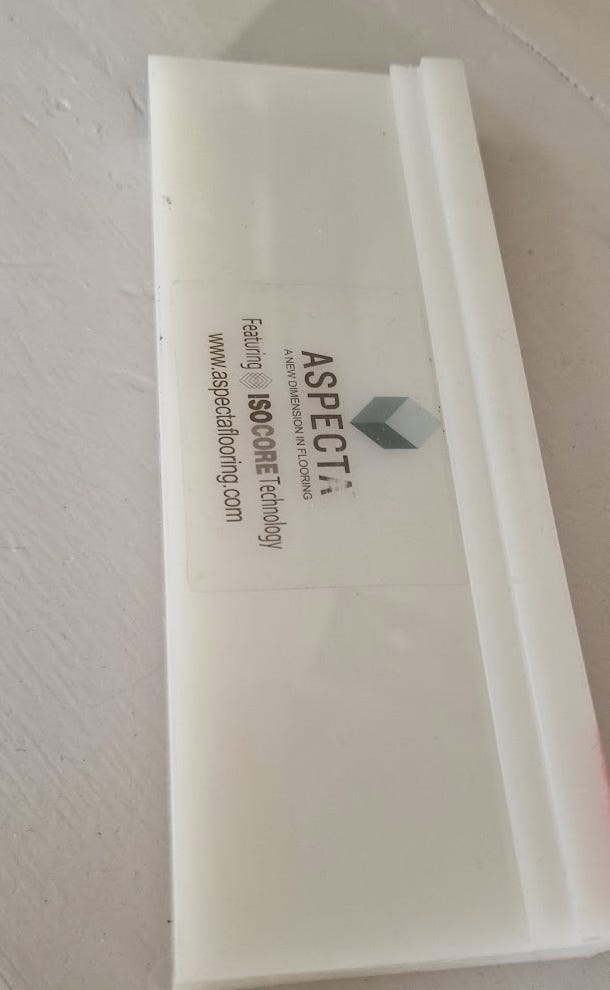 ASPECTA
A NEW DIMENSION IN FLOORING
Featuring ISOCORE Technology
www.aspectaflooring.com